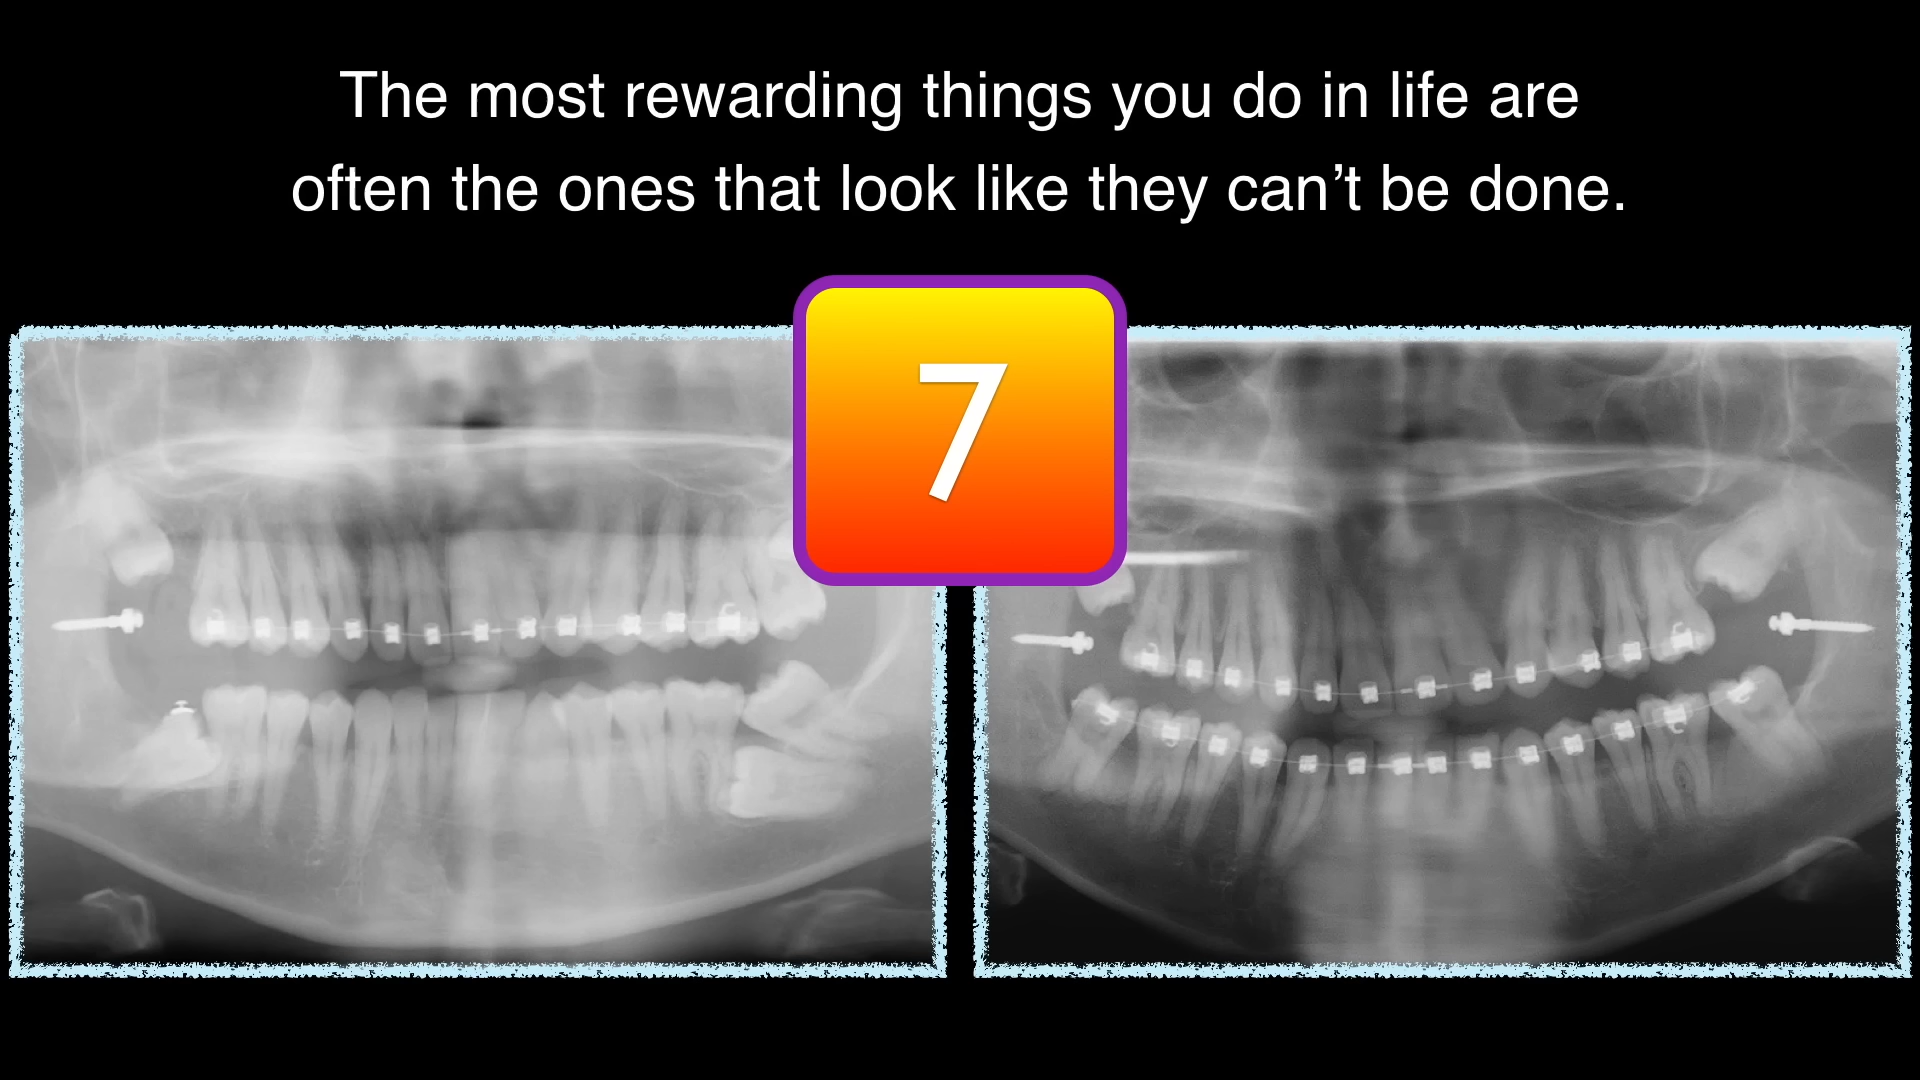 The most rewarding things you do in life are
often the ones that look like they can’t be done.
7